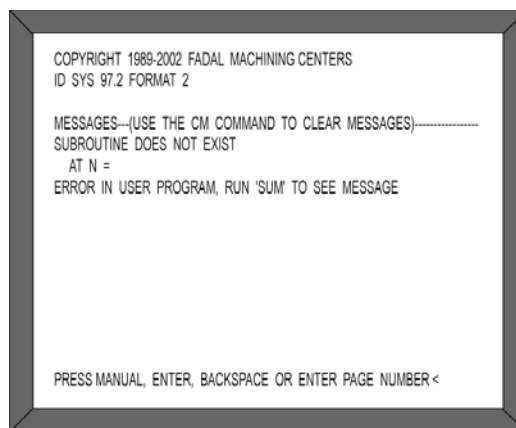 COPYRIGHT 1989-2002 FADAL MACHINING CENTERS
ID SYS 97.2 FORMAT 2
MESSAGES---(USE THE CM COMMAND TO CLEAR MESSAGES)-----------------
SUBROUTINE DOES NOT EXIST
AT N =
ERROR IN USER PROGRAM, RUN 'SUM' TO SEE MESSAGE
PRESS MANUAL, ENTER, BACKSPACE OR ENTER PAGE NUMBER <